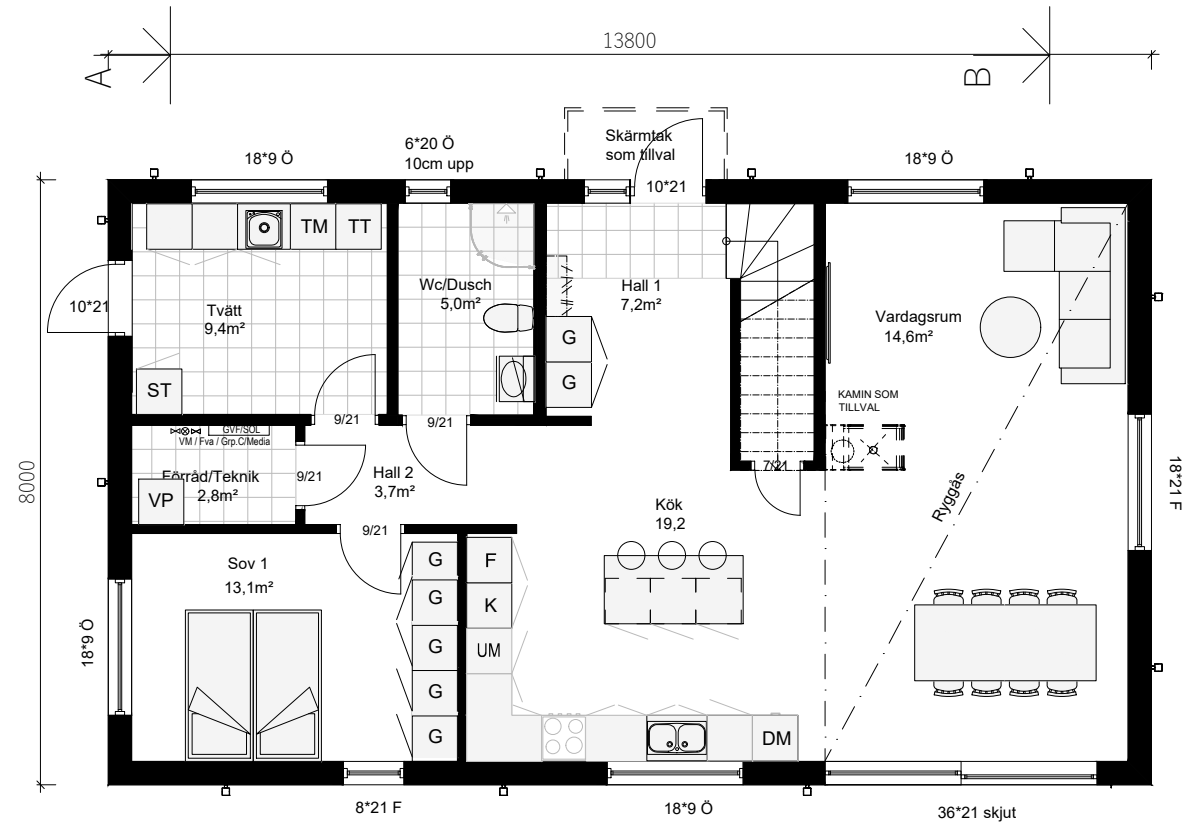 13800
A
B
Skärmtak
som tillval
6*20 Ö
10cm upp
18*9 Ö
18*9 Ö
10*21
TM
TT
Wc/Dusch
5,0m²
Hall 1
7,2m²
Tvätt
9,4m²
10*21
Vardagsrum
14,6m²
G
G
ST
KAMIN SOM
TILLVAL
9/21
9/21
GVF/SOL
VM / Fva / Grp.C/Media
Förråd/Teknik
2,8m²
9/21
Hall 2
3,7m²
7/21
8000
VP
Ryggås
18*21 F
Kök
19,2
9/21
Sov 1
13,1m²
G
G
G
G
G
F
K
UM
18*9 Ö
DM
8*21 F
18*9 Ö
36*21 skjut